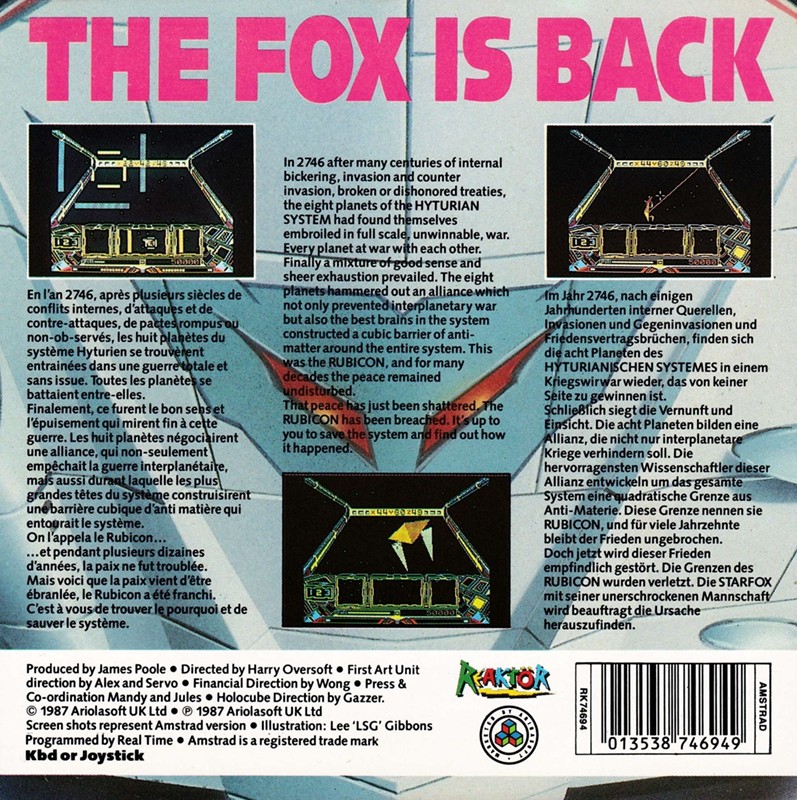 THE FOX IS BACK
En l'an 2746, après plusieurs siècles de
conflits internes, d'attaques et de
contre-attaques, de pactes rompus ou
non-ob-servés, les huit planètes du
système Hyturien se trouvèrent
entrainées dans une guerre totale et
sans issue. Toutes les planètes se
battaient entre-elles.
Finalement, ce furent le bon sens et
l'épuisement qui mirent fin à cette
guerre. Les huit planètes négociairent
une alliance, qui non-seulement
empêchait la guerre interplanétaire,
mais aussi durant laquelle les plus
grandes têtes du système construisirent
une barrière cubique d'anti matière qui
entourait le système.
On l'appela le Rubicon...
...et pendant plusieurs dizaines
d'années, la paix ne fut troublée.
Mais voici que la paix vient d'être
ébranlée, le Rubicon a été franchi.
C'est à vous de trouver le pourquoi et de
sauver le système.
In 2746 after many centuries of internal
bickering, invasion and counter
invasion, broken or dishonored treaties,
the eight planets of the HYTURIAN
SYSTEM had found themselves
embroiled in full scale, unwinnable, war.
Every planet at war with each other.
Finally a mixture of good sense and
sheer exhaustion prevailed. The eight
planets hammered out an alliance which
not only prevented interplanetary war
but also the best brains in the system
constructed a cubic barrier of anti-
matter around the entire system. This
was the RUBICON, and for many
decades the peace remained
undisturbed.
That peace has just been shattered. The
RUBICON has been breached. It's up to
you to save the system and find out how
it happened.
Im Jahr 2746, nach einigen
Jahrhunderten interner Querellen,
Invasionen und Gegeninvasionen und
Friedensvertragsbrüchen, finden sich
die acht Planeten des
HYTURIANISCHEN SYSTEMES in einem
Kriegswirwar wieder, das von keiner
Seite zu gewinnen ist.
Schließlich siegt die Vernunft und
Einsicht. Die acht Planeten bilden eine
Allianz, die nicht nur interplanetare
Kriege verhindern soll. Die
hervorragensten Wissenschaftler dieser
Allianz entwickeln um das gesamte
System eine quadratische Grenze aus
Anti-Materie. Diese Grenze nennen sie
RUBICON, und für viele Jahrzehnte
bleibt der Frieden ungebrochen.
Doch jetzt wird dieser Frieden
empfindlich gestört. Die Grenzen des
RUBICON wurden verletzt. Die STARFOX
mit seiner unerschrockenen Mannschaft
wird beauftragt die Ursache
herauszufinden.
Produced by James Poole ● Directed by Harry Oversoft ● First Art Unit
direction by Alex and Servo ● Financial Direction by Wong ● Press &
Co-ordination Mandy and Jules ● Holocube Direction by Gazzer.
© 1987 Ariolasoft UK Ltd ● ℗ 1987 Ariolasoft UK Ltd
Screen shots represent Amstrad version ● Illustration: Lee 'LSG' Gibbons
Programmed by Real Time ● Amstrad is a registered trade mark
Kbd or Joystick
REAKTÖR
MASTERED BY ARIOLASOFT
RK74694
AMSTRAD
0 13538 746949